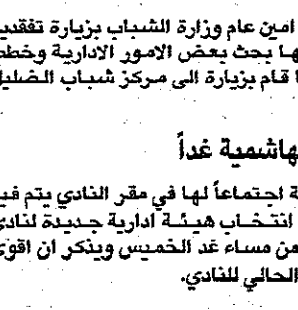 امين عام وزارة الشباب بزيارة تفقدية
ها بحث بعض الامور الادارية وخطط
قام بزيارة الى مركز شباب الضليل
هاشمية غداً
ة اجتماعاً لها في مقر النادي يتم فيه
انتخاب هيئة ادارية جديدة لنادي
من مساء غد الخميس ويذكر ان اقوى
الحالي للنادي.